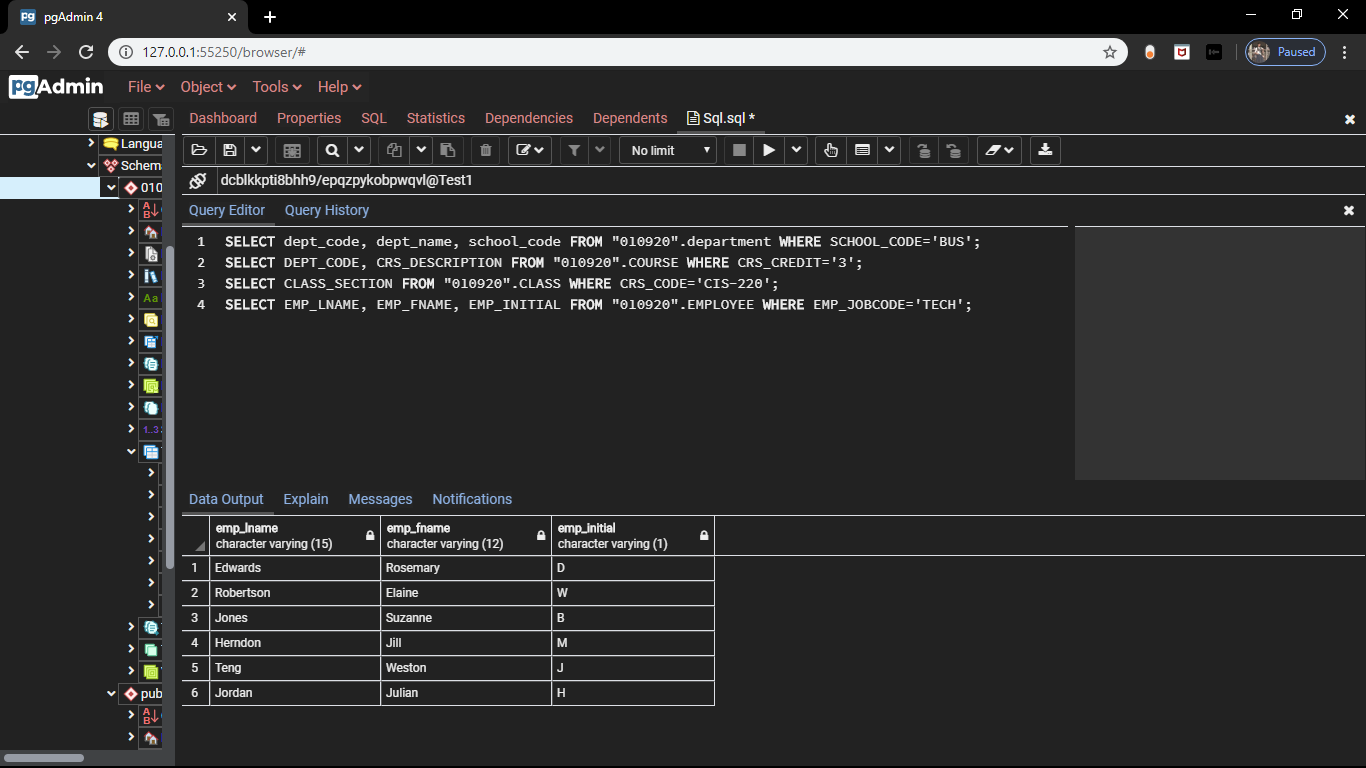 pgAdmin 4
127.0.0.1:55250/browser/#
Paused
pgAdmin
File
Object
Tools
Help
Dashboard Properties SQL Statistics Dependencies Dependents Sql.sql *
Langua
Schem
010
Aa
1..3
pub
No limit
dcblkkpti8bhh9/epqzpykobpwqvl@Test1
Query Editor Query History
1 SELECT dept_code, dept_name, school_code FROM "010920".department WHERE SCHOOL_CODE='BUS';
2 SELECT DEPT_CODE, CRS_DESCRIPTION FROM "010920".COURSE WHERE CRS_CREDIT='3';
3 SELECT CLASS_SECTION FROM "010920".CLASS WHERE CRS_CODE='CIS-220';
4 SELECT EMP_LNAME, EMP_FNAME, EMP_INITIAL FROM "010920".EMPLOYEE WHERE EMP_JOBCODE='TECH';
Data Output Explain Messages Notifications
emp_lname emp_fname emp_initial
character varying (15) character varying (12) character varying (1)
1 Edwards Rosemary D
2 Robertson Elaine W
3 Jones Suzanne B
4 Herndon Jill M
5 Teng Weston J
6 Jordan Julian H